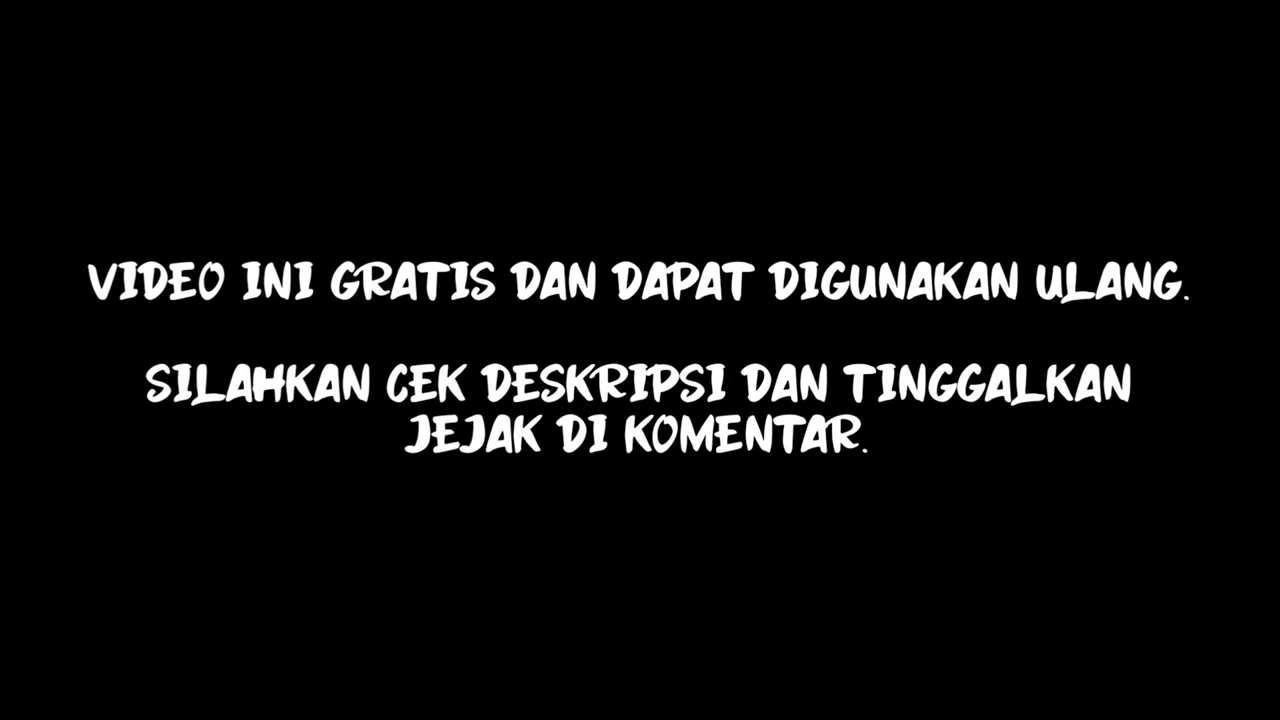 VIDEO INI GRATIS DAN DAPAT DIGUNAKAN ULANG.
SILAHKAN CEK DESKRIPSI DAN TINGGALKAN
JEJAK DI KOMENTAR.